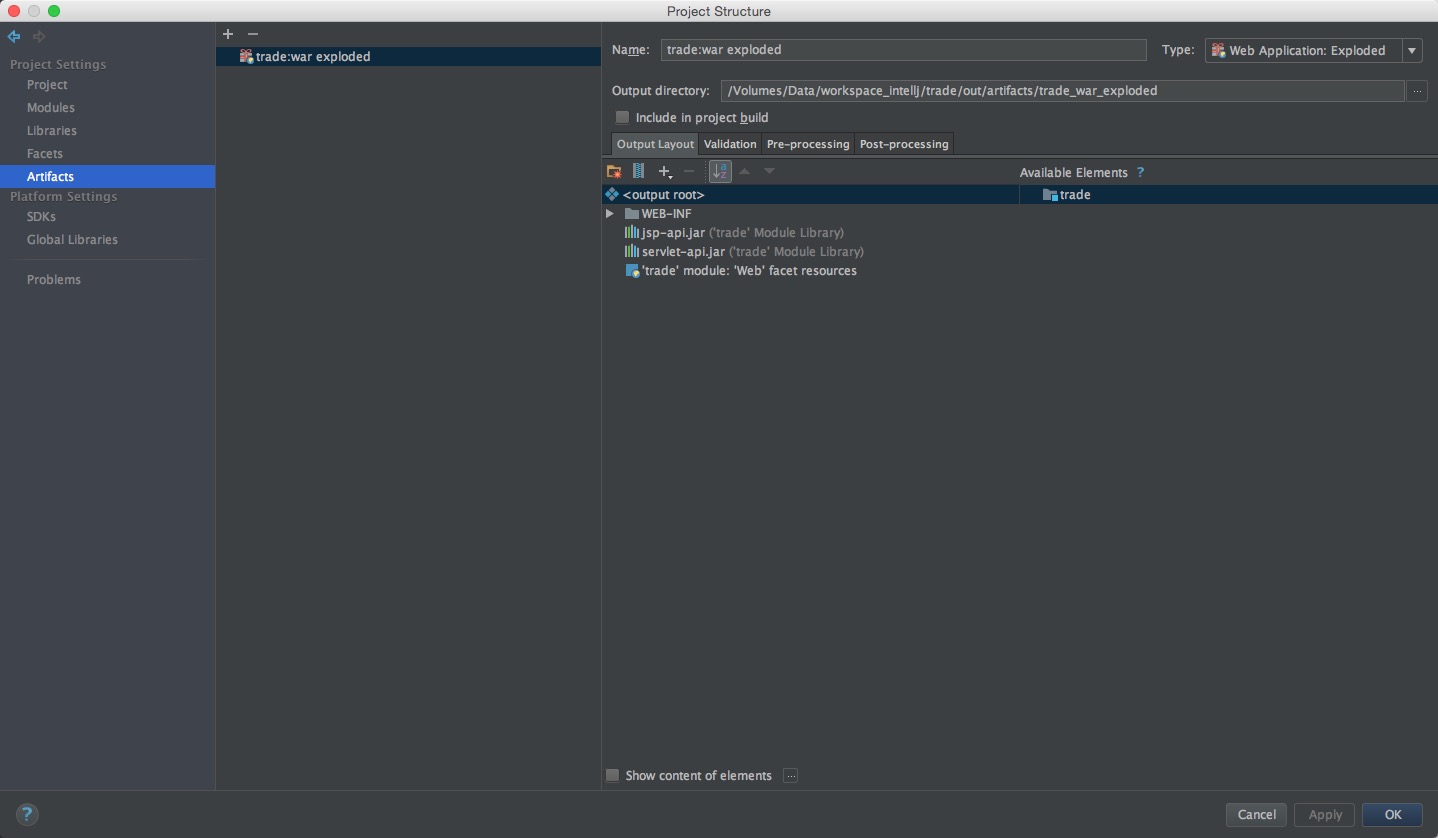 Project Structure
Project Settings
Project
Modules
Libraries
Facets
Artifacts
Platform Settings
SDKs
Global Libraries
Problems
trade:war exploded
Name: trade:war exploded Type: Web Application: Exploded
Output directory: /Volumes/Data/workspace_intellj/trade/out/artifacts/trade_war_exploded ...
Include in project build
Output Layout Validation Pre-processing Post-processing
Available Elements ?
<output root> trade
WEB-INF
jsp-api.jar ('trade' Module Library)
servlet-api.jar ('trade' Module Library)
'trade' module: 'Web' facet resources
Show content of elements ...
? Cancel Apply OK